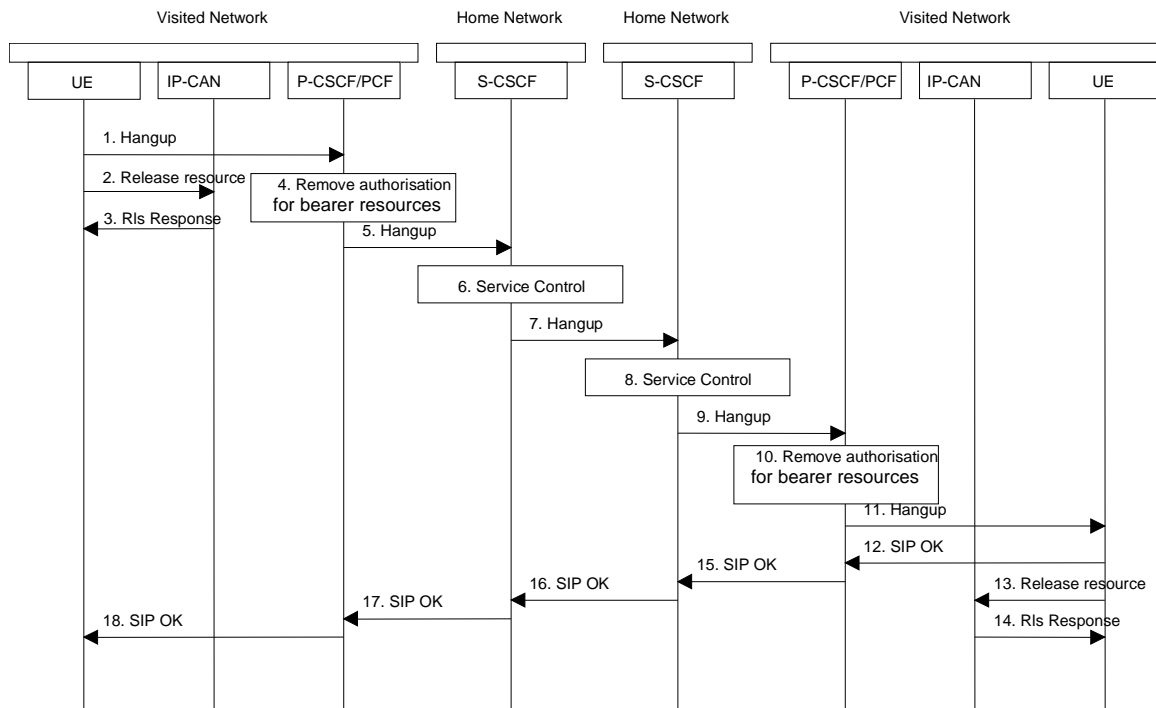 Visited Network
Home Network
Home Network
Visited Network
UE
IP-CAN
P-CSCF/PCF
S-CSCF
S-CSCF
P-CSCF/PCF
IP-CAN
UE
1. Hangup
2. Release resource
4. Remove authorisation
for bearer resources
3. Rls Response
5. Hangup
6. Service Control
7. Hangup
8. Service Control
9. Hangup
10. Remove authorisation
for bearer resources
11. Hangup
12. SIP OK
15. SIP OK
16. SIP OK
13. Release resource
17. SIP OK
18. SIP OK
14. Rls Response